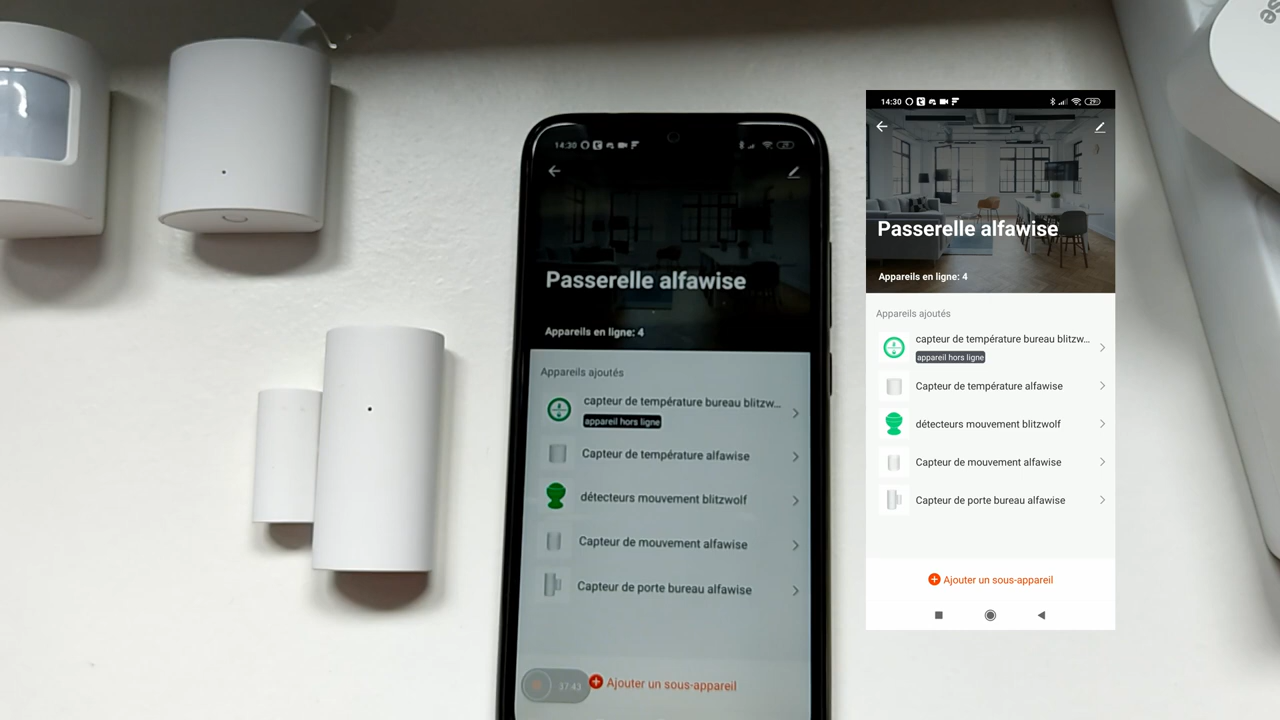 14:30
Passerelle alfawise
Appareils en ligne: 4
Appareils ajoutés
capteur de température bureau blitzw...
appareil hors ligne
Capteur de température alfawise
détecteurs mouvement blitzwolf
Capteur de mouvement alfawise
Capteur de porte bureau alfawise
37:43
Ajouter un sous-appareil
14:30
29
Passerelle alfawise
Appareils en ligne: 4
Appareils ajoutés
capteur de température bureau blitzw...
appareil hors ligne
Capteur de température alfawise
détecteurs mouvement blitzwolf
Capteur de mouvement alfawise
Capteur de porte bureau alfawise
Ajouter un sous-appareil